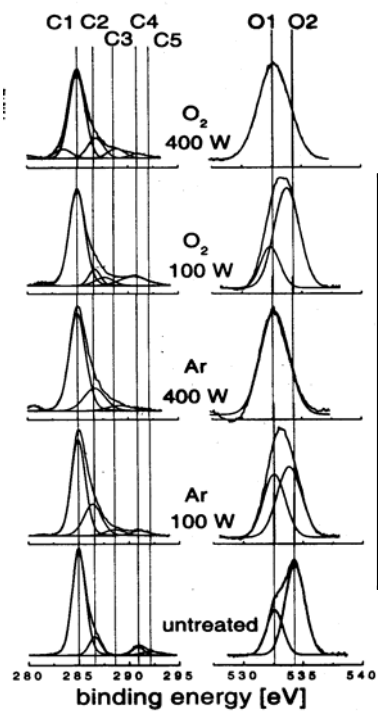 C1 C2 C3 C4 C5 O1 O2
O2
400 W
O2
100 W
Ar
400 W
Ar
100 W
untreated
280 285 290 295 530 535 540
binding energy [eV]